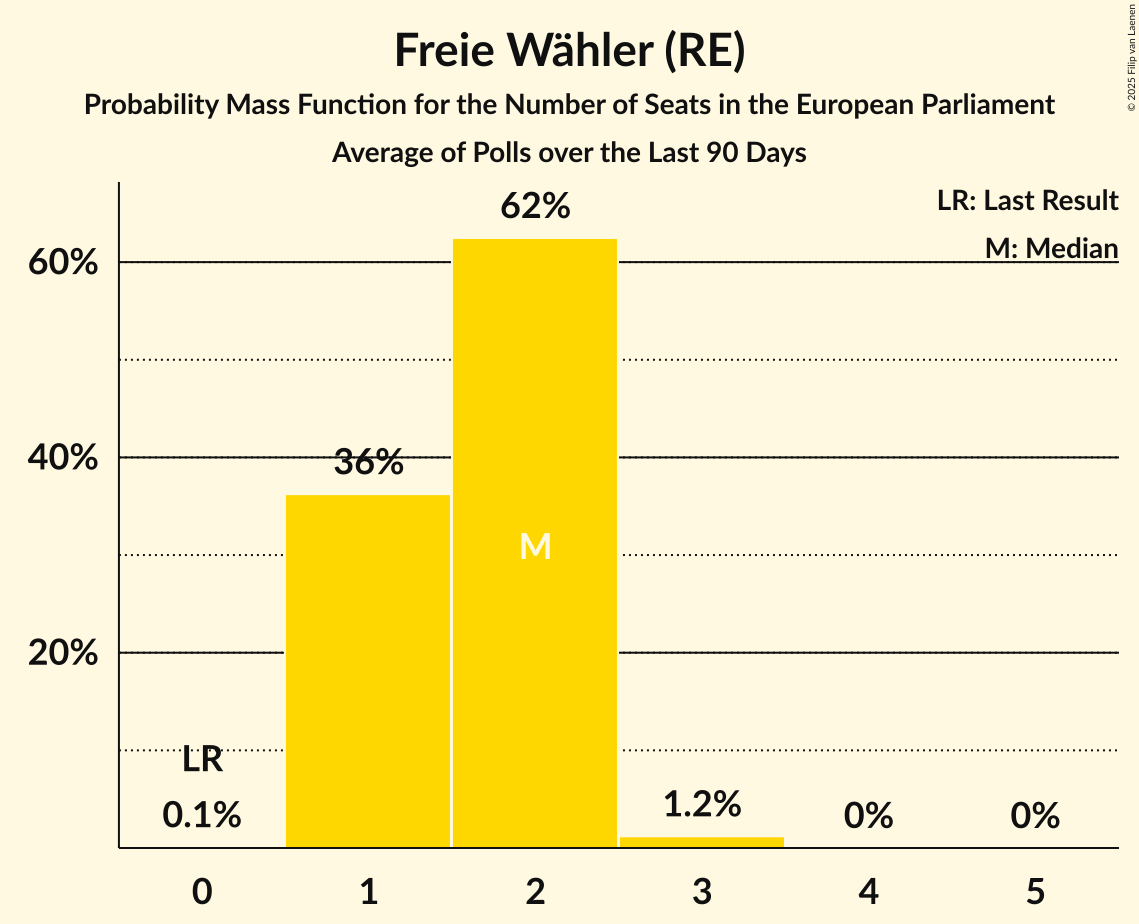 Freie Wähler (RE)
Probability Mass Function for the Number of Seats in the European Parliament
Average of Polls over the Last 90 Days
© 2025 Filip van Laenen
LR: Last Result
M: Median
62%
60%
40%
36%
M
20%
LR
0.1%
1.2%
0%
0%
0
1
2
3
4
5